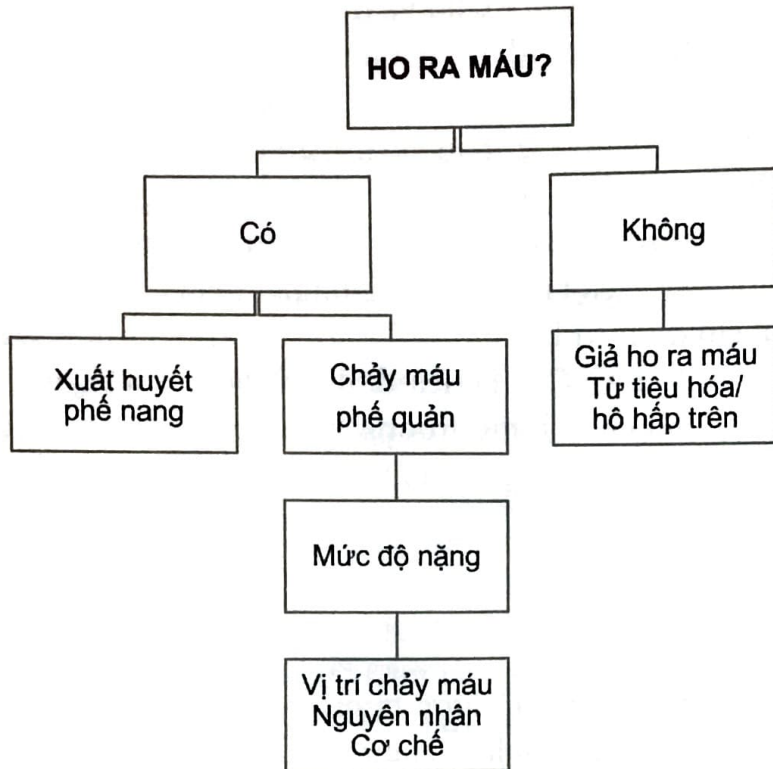 HO RA MÁU?
Có
Không
Xuất huyết
phế nang
Chảy máu
phế quản
Giả ho ra máu
Từ tiêu hóa/
hô hấp trên
Mức độ nặng
Vị trí chảy máu
Nguyên nhân
Cơ chế